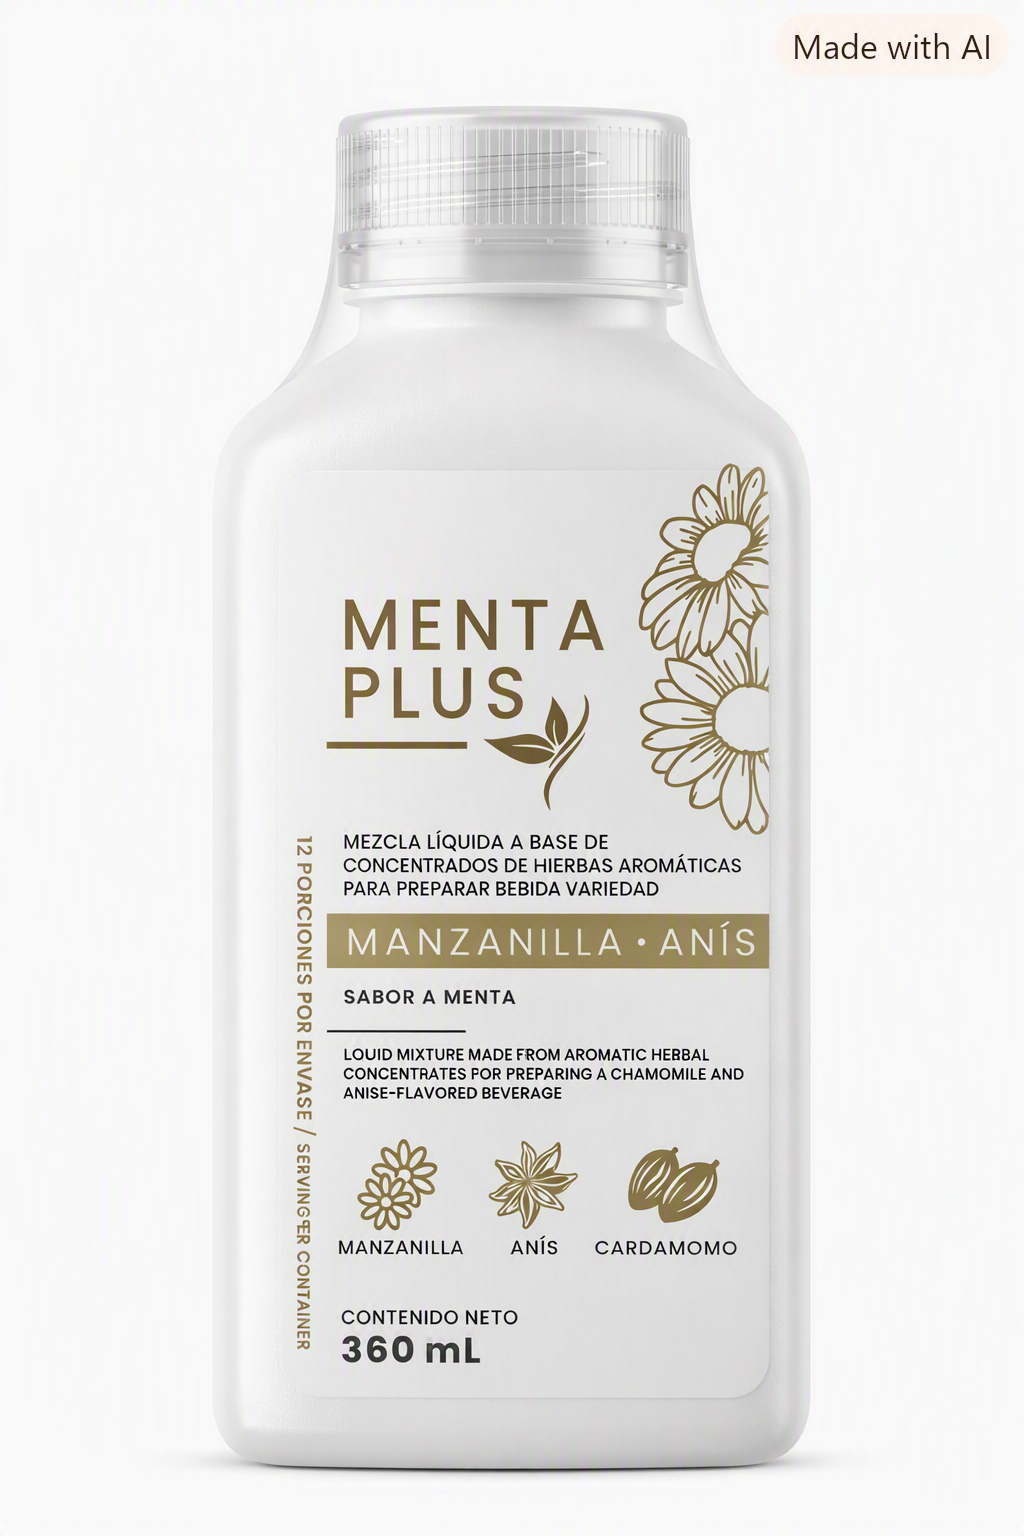 Made with AI
MENTA
PLUS
MEZCLA LÍQUIDA A BASE DE
CONCENTRADOS DE HIERBAS AROMÁTICAS
PARA PREPARAR BEBIDA VARIEDAD
MANZANILLA • ANÍS
SABOR A MENTA
LOUID MIXTURE MADE FROM AROMATIC HERBAL
CONCENTRATES POR PREPARING A CHAMOMILE AND
ANISE-FLAVORED BEVERAGE
MANZANILLA ANÍS CARDAMOMO
CONTENIDO NETO
360 mL
12 PORCIONES POR ENVASE / CONTAINER